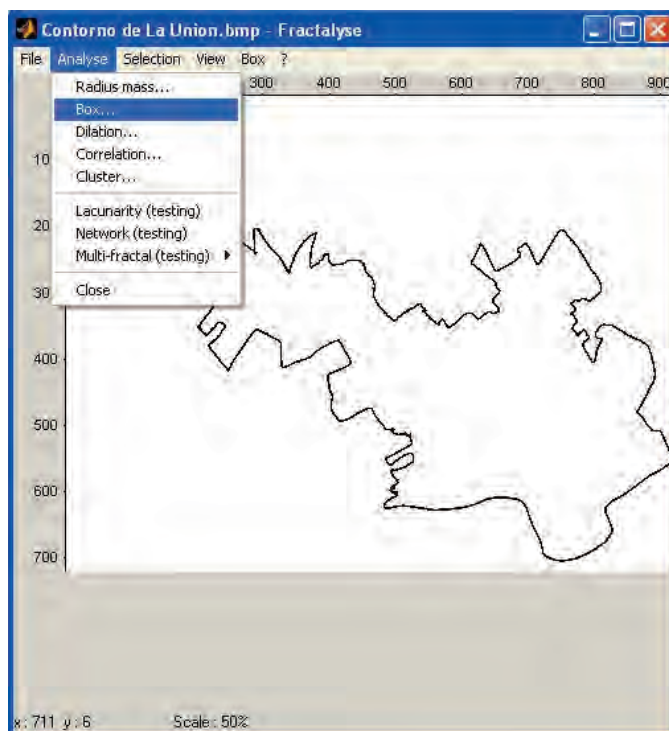 Contorno de La Union.bmp - Fractalyse
File Analyse Selection View Box ?
300 400 500 600 700 800 900
Radius mass...
Box...
Dilation...
Correlation...
Cluster...
Lacunarity (testing)
Network (testing)
Multi-fractal (testing)
Close
10
20
30
400
500
600
700
x : 711 y : 6 Scale : 50%